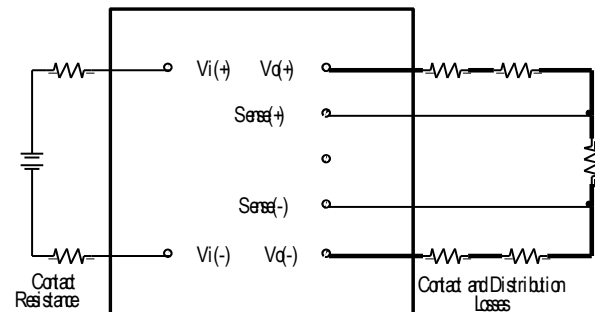 Vi(+) Vo(+)
Sense(+)
Sense(-)
Vi(-) Vo(-)
Contact
Resistance
Contact and Distribution
Losses